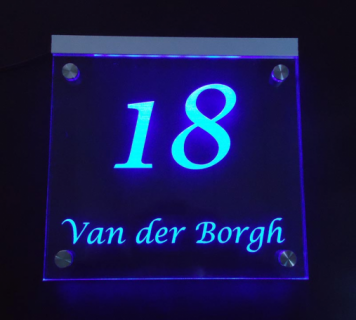 18
Van der Borgh